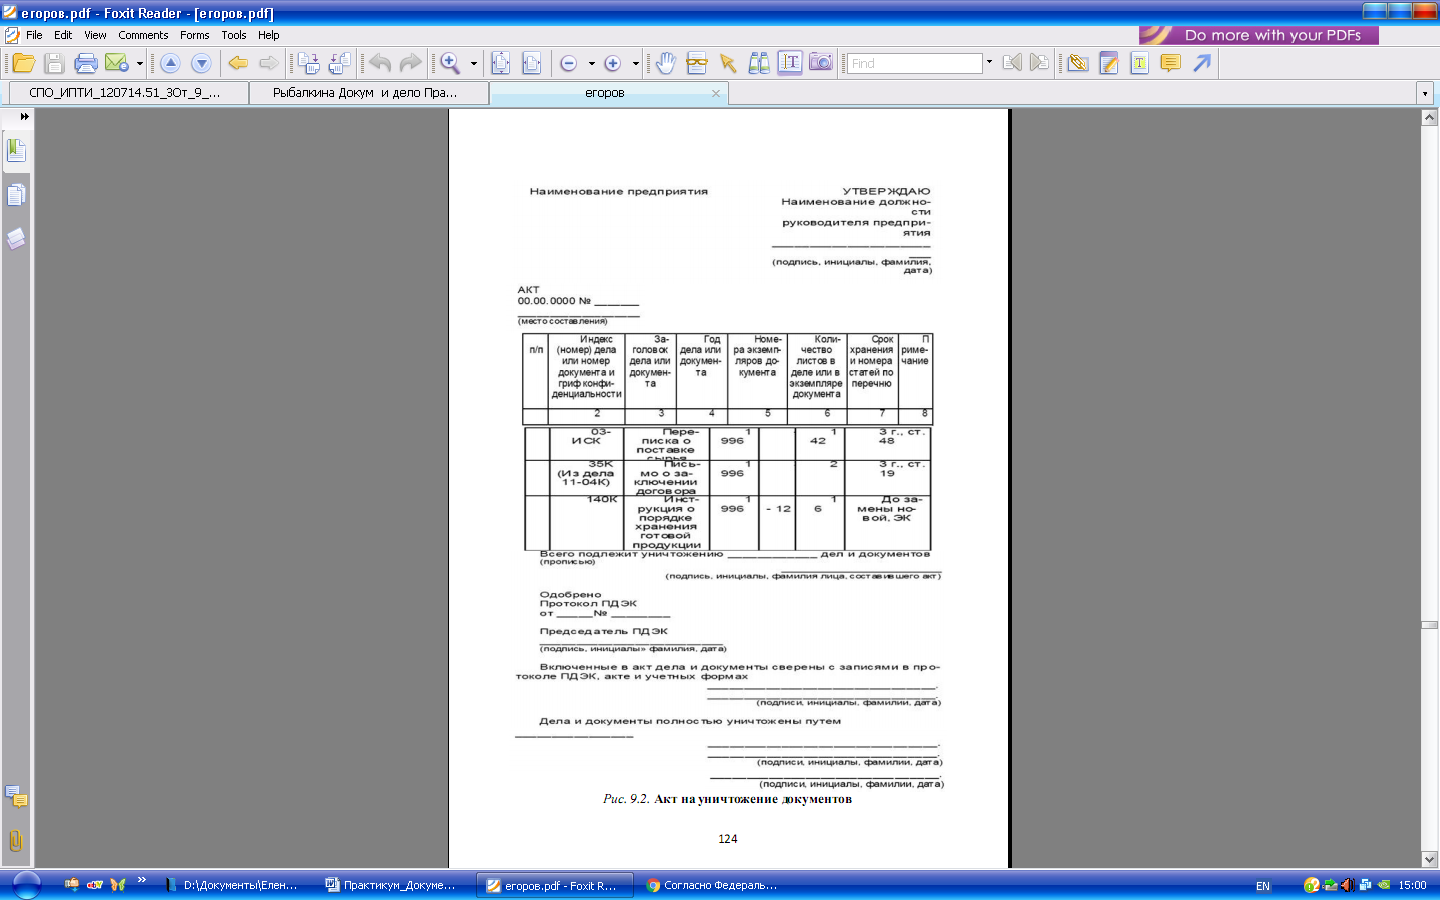 егоров.pdf - Foxit Reader - [егоров.pdf]
File Edit View Comments Forms Tools Help
Do more with your PDFs
Find
СПО_ИПТИ_120714.51_3От_9_...
Рыбалкина Докум и дело Пра...
егоров
Наименование предприятия
УТВЕРЖДАЮ
Наименование должно-
сти
руководителя предпри-
ятия
(подпись, инициалы, фамилия,
дата)
АКТ
00.00.0000 № ________
(место составления)
п/п
Индекс
(номер) дела
или номер
документа и
гриф конфи-
денциальности
За-
головок
дела или
докумен-
та
Год
дела или
докумен-
та
Номе-
ра экземп-
ляров до-
кумента
Коли-
чество
листов в
деле или в
экземпляре
документа
Срок
хранения
и номера
статей по
перечню
П
риме-
чание
2 3 4 5 6 7 8
03-
ИСК
Пере-
писка о
поставке
сырья
1
996
1
42
3 г., ст.
48
35К
(Из дела
11-04К)
Пись-
мо о за-
ключении
договора
1
996
2
3 г., ст.
19
140К
Инст-
рукция о
порядке
хранения
готовой
продукции
1
996
- 12
1
6
До за-
мены но-
вой, ЭК
Всего подлежит уничтожению ______________ дел и документов
(прописью)
(подпись, инициалы, фамилия лица, составившего акт)
Одобрено
Протокол ПДЭК
от ______№ __________
Председатель ПДЭК
(подпись, инициалы» фамилия, дата)
Включенные в акт дела и документы сверены с записями в про-
токоле ПДЭК, акте и учетных формах
(подписи, инициалы, фамилии, дата)
Дела и документы полностью уничтожены путем
(подписи, инициалы, фамилии, дата)
(подписи, инициалы, фамилии, дата)
Рис. 9.2. Акт на уничтожение документов
124
D:\Документы\Елен...
Практикум_Докуме...
егоров.pdf - Foxit R...
Согласно Федераль...
EN
15:00